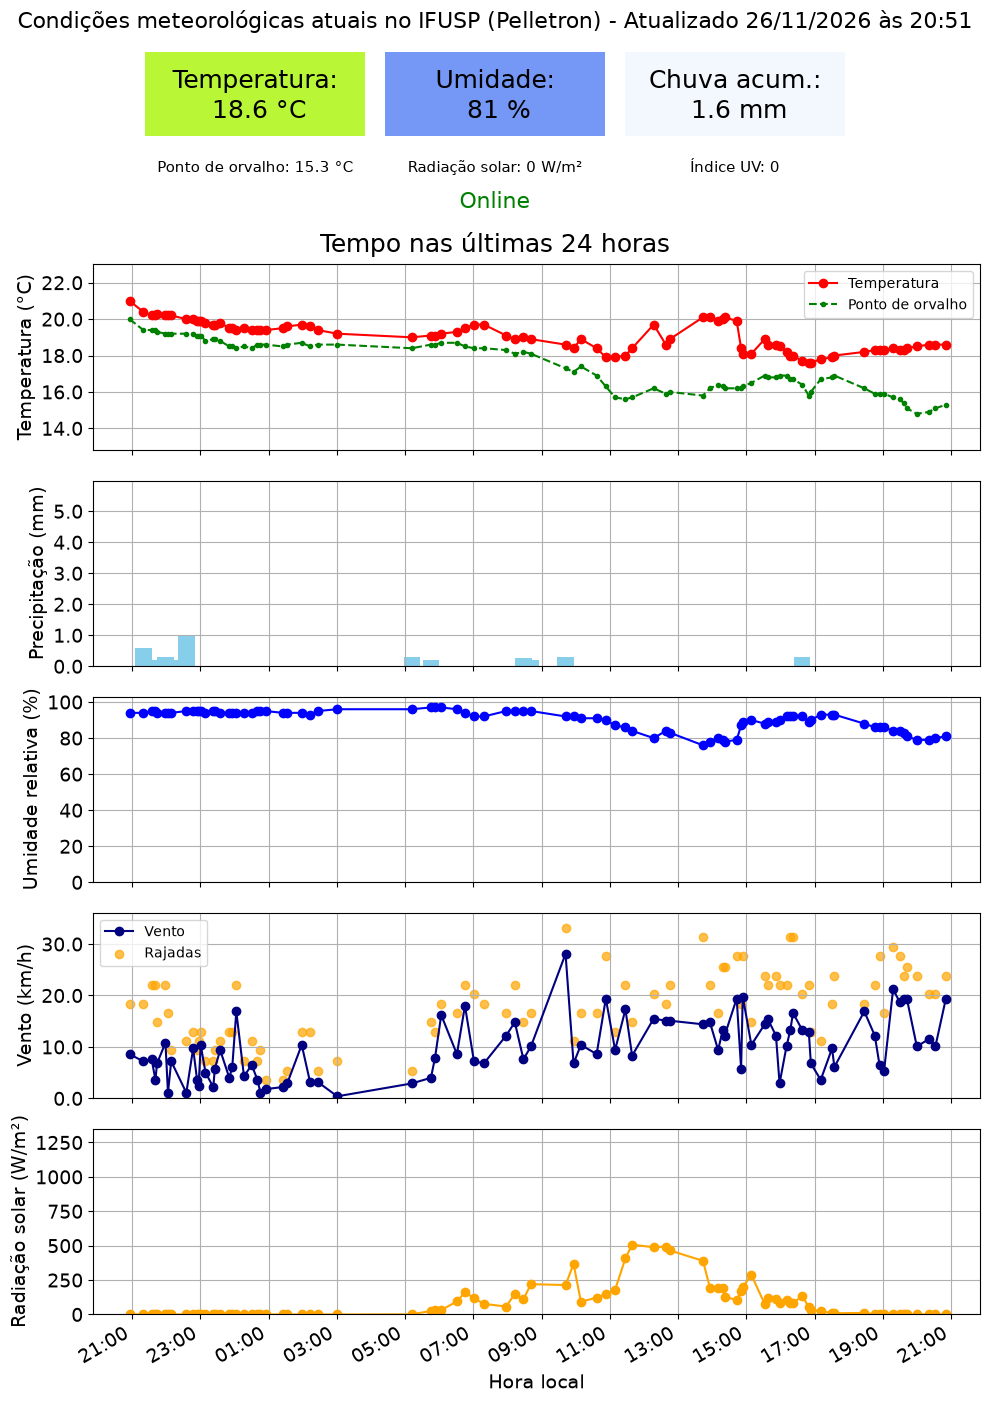 Condições meteorológicas atuais no IFUSP (Pelletron) - Atualizado 26/11/2026 às 20:51
Temperatura:
18.6 °C
Umidade:
81 %
Chuva acum.:
1.6 mm
Ponto de orvalho: 15.3 °C
Radiação solar: 0 W/m²
Índice UV: 0
Online
Tempo nas últimas 24 horas
Temperatura (°C)
22.0
20.0
18.0
16.0
14.0
Temperatura
Ponto de orvalho
Precipitação (mm)
5.0
4.0
3.0
2.0
1.0
0.0
Umidade relativa (%)
100
80
60
40
20
0
Vento (km/h)
30.0
20.0
10.0
0.0
Vento
Rajadas
Radiação solar (W/m²)
1250
1000
750
500
250
0
21:00
23:00
01:00
03:00
05:00
07:00
09:00
11:00
13:00
15:00
17:00
19:00
21:00
Hora local